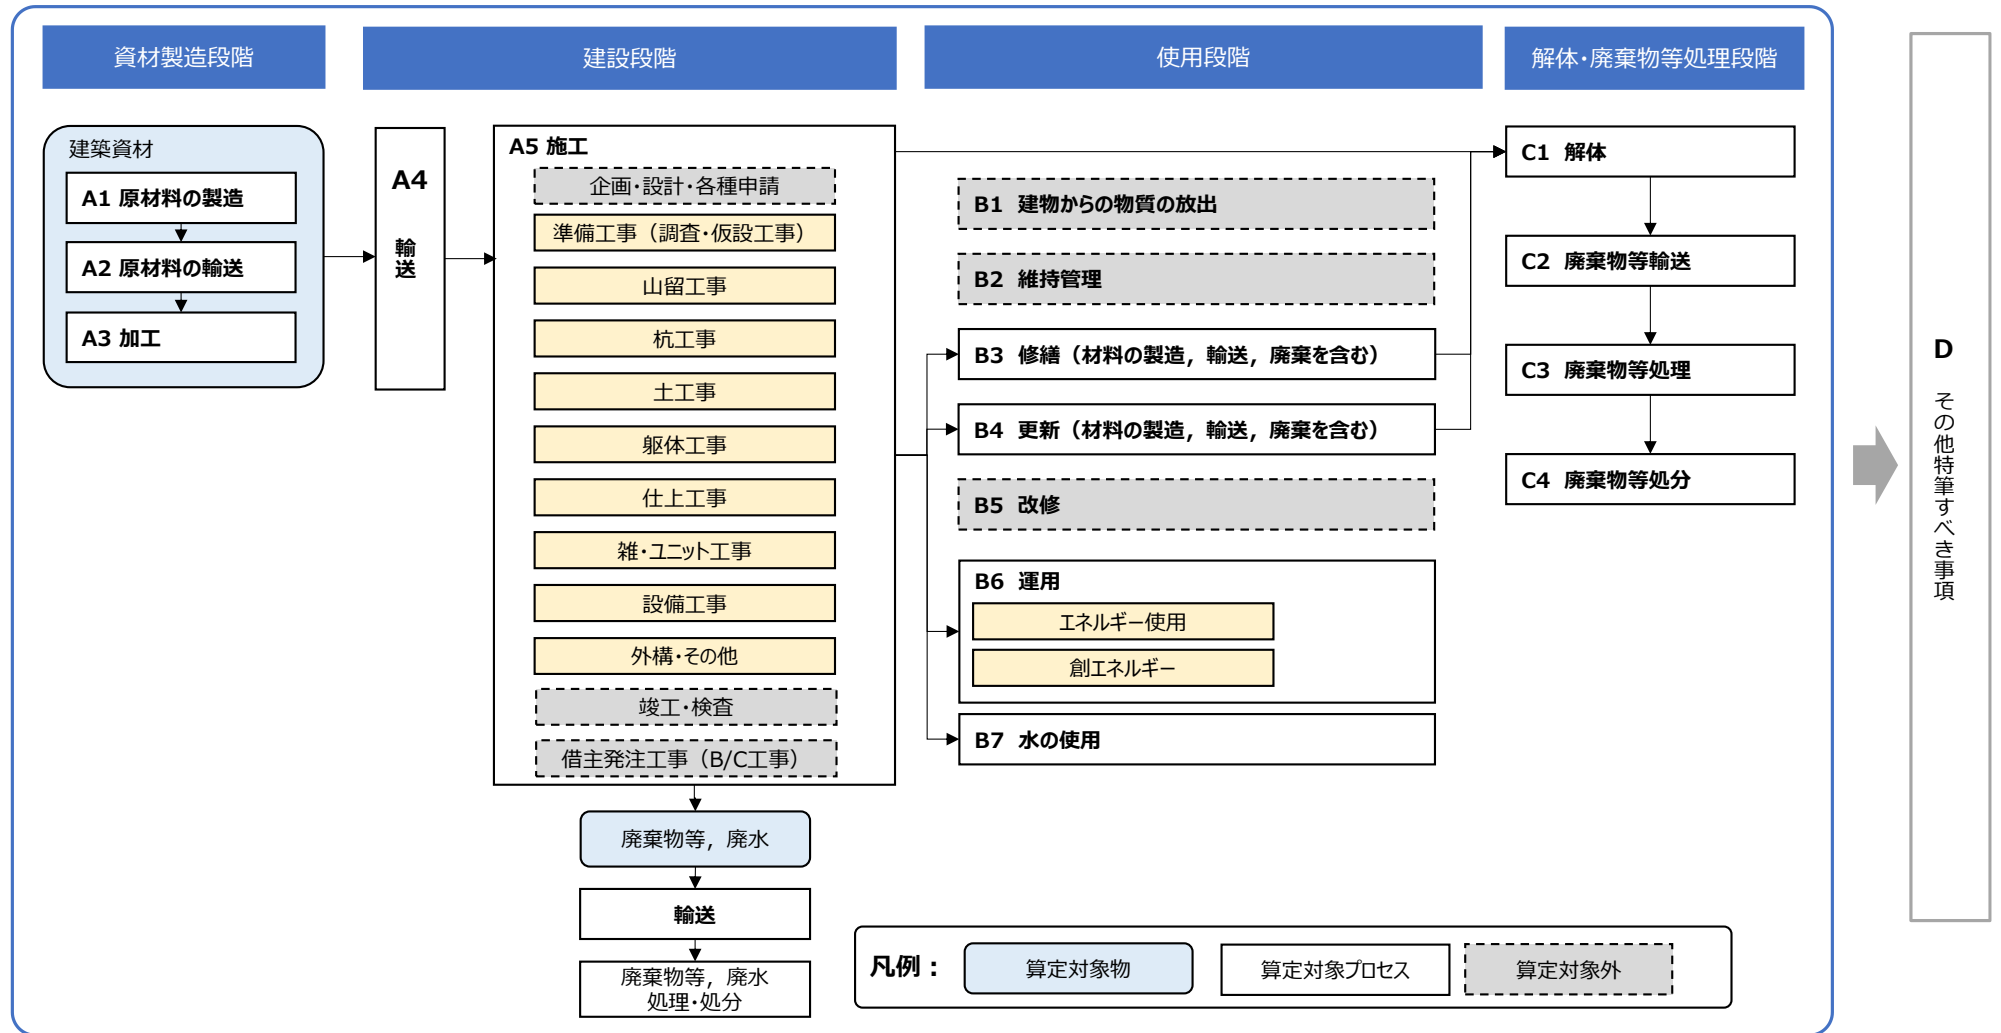 資材製造段階
建設段階
使用段階
解体・廃棄物等処理段階
建築資材
A1 原材料の製造
A2 原材料の輸送
A3 加工
A4
輸送
A5 施工
企画・設計・各種申請
準備工事（調査・仮設工事）
山留工事
杭工事
土工事
躯体工事
仕上工事
雑・ユニット工事
設備工事
外構・その他
竣工・検査
借主発注工事（B/C工事）
廃棄物等，廃水
輸送
廃棄物等，廃水
処理・処分
B1 建物からの物質の放出
B2 維持管理
B3 修繕（材料の製造，輸送，廃棄を含む）
B4 更新（材料の製造，輸送，廃棄を含む）
B5 改修
B6 運用
エネルギー使用
創エネルギー
B7 水の使用
C1 解体
C2 廃棄物等輸送
C3 廃棄物等処理
C4 廃棄物等処分
D
その他特筆すべき事項
凡例：
算定対象物
算定対象プロセス
算定対象外